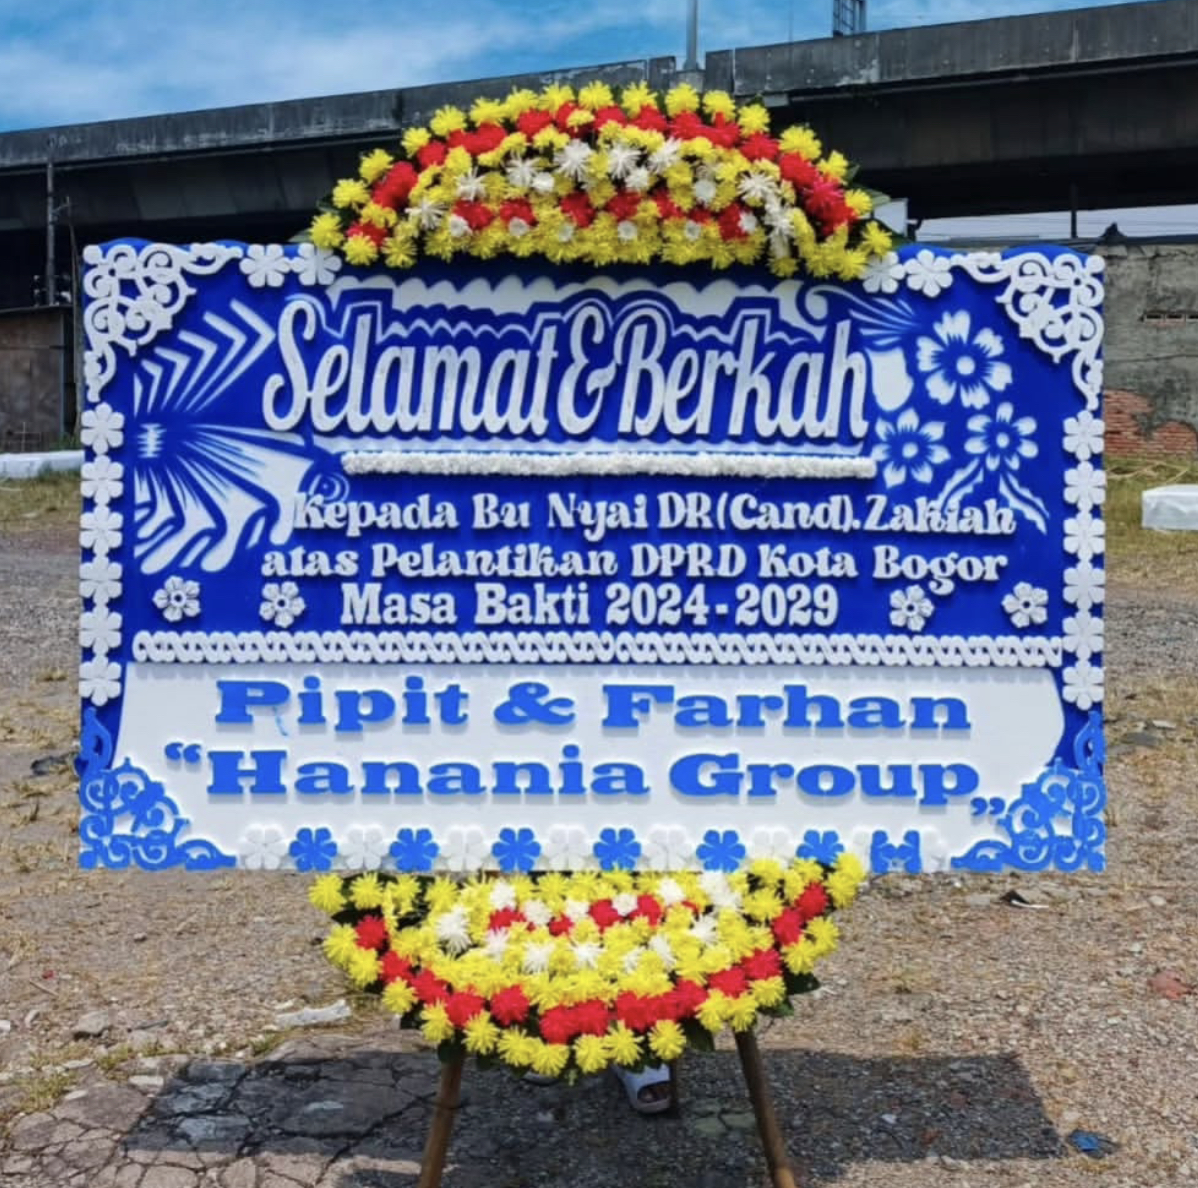 Selamat & Berkah
Kepada Bu Nyai DR(Cand). Zakiah
atas Pelantikan DPRD Kota Bogor
Masa Bakti 2024-2029
Pipit & Farhan
“Hanania Group„